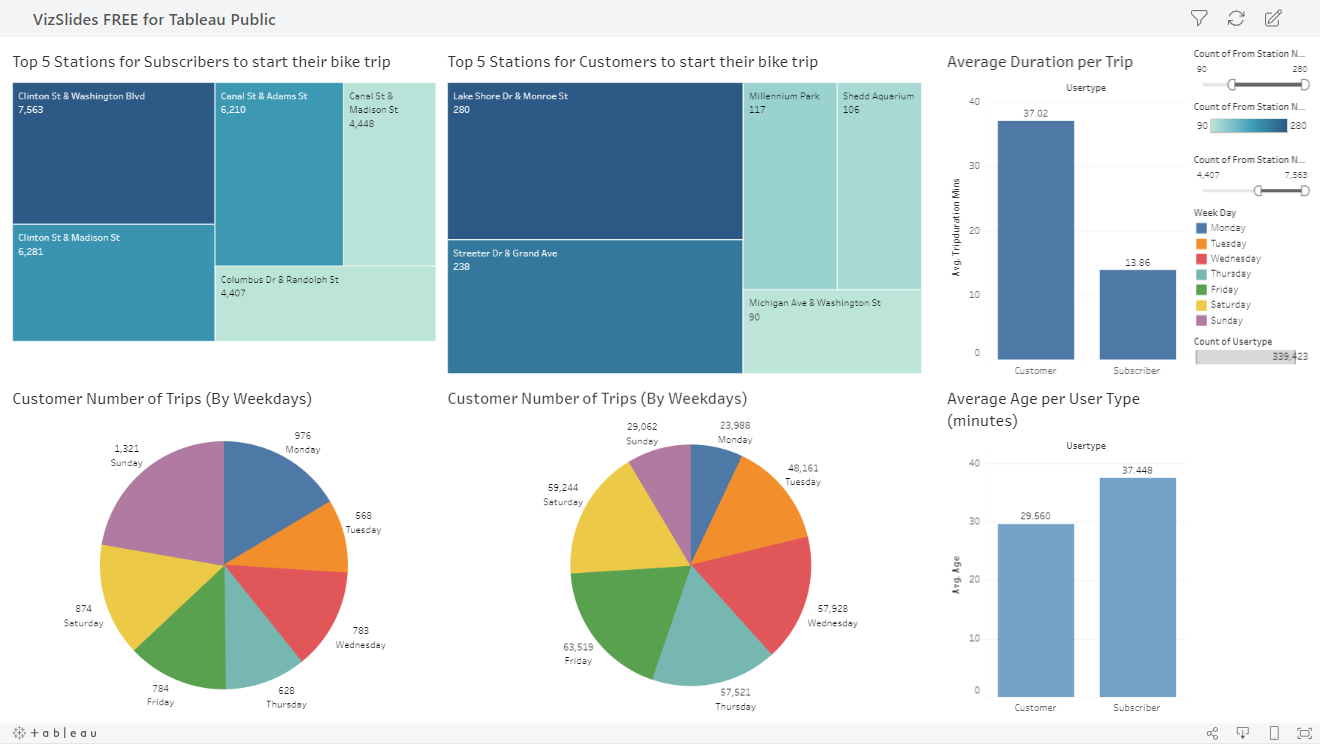 VizSlides FREE for Tableau Public
Top 5 Stations for Subscribers to start their bike trip
Clinton St & Washington Blvd
7,563
Canal St & Adams St
6,210
Canal St &
Madison St
4,448
Clinton St & Madison St
6,281
Columbus Dr & Randolph St
4,407
Top 5 Stations for Customers to start their bike trip
Lake Shore Dr & Monroe St
280
Millennium Park
117
Shedd Aquarium
106
Streeter Dr & Grand Ave
238
Michigan Ave & Washington St
90
Average Duration per Trip
Usertype
40
30
20
10
0
Avg. Tripduration Mins
37.02
13.86
Customer
Subscriber
Count of From Station N...
90
280
Count of From Station N...
90
280
Count of From Station N...
4,407
7,563
Week Day
Monday
Tuesday
Wednesday
Thursday
Friday
Saturday
Sunday
Count of Usertype
339,423
Customer Number of Trips (By Weekdays)
976
Monday
568
Tuesday
783
Wednesday
628
Thursday
784
Friday
874
Saturday
1,321
Sunday
Customer Number of Trips (By Weekdays)
23,988
Monday
48,161
Tuesday
57,928
Wednesday
57,521
Thursday
63,519
Friday
59,244
Saturday
29,062
Sunday
Average Age per User Type
(minutes)
Usertype
40
30
20
10
0
Avg. Age
29.560
37.448
Customer
Subscriber
+ableau